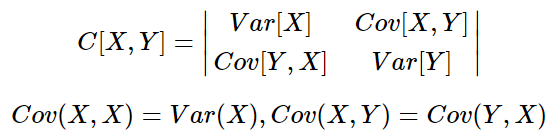 C[X, Y] = | Var[X] Cov[X, Y] |
| Cov[Y, X] Var[Y] |
Cov(X, X) = Var(X), Cov(X, Y) = Cov(Y, X)